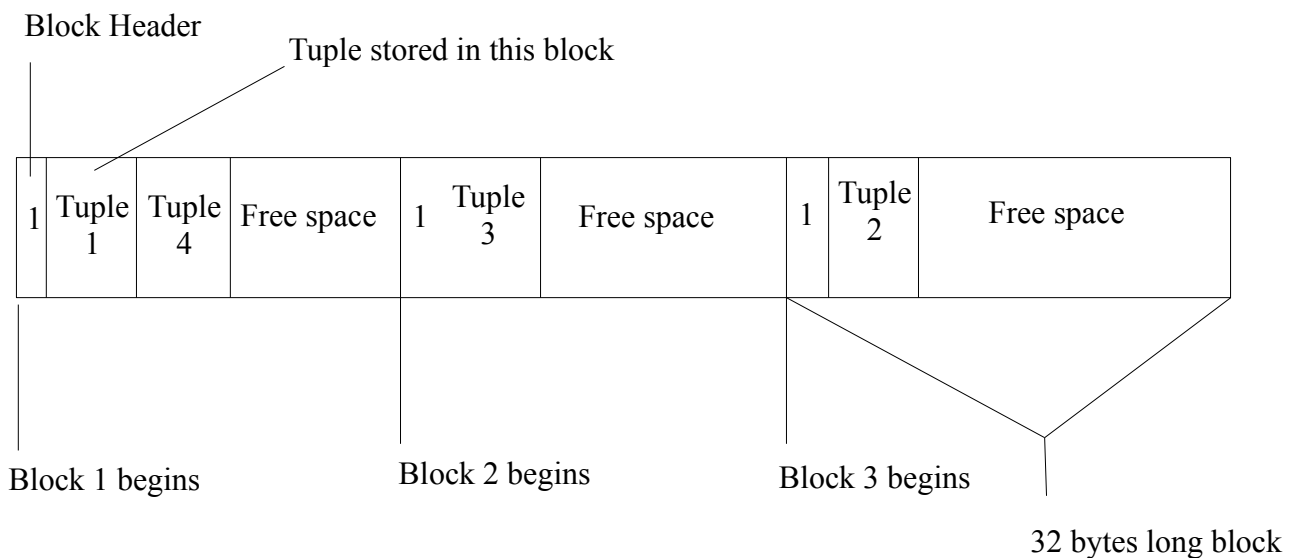 Block Header
Tuple stored in this block
1
Tuple
1
Tuple
4
Free space
1
Tuple
3
Free space
1
Tuple
2
Free space
Block 1 begins
Block 2 begins
Block 3 begins
32 bytes long block